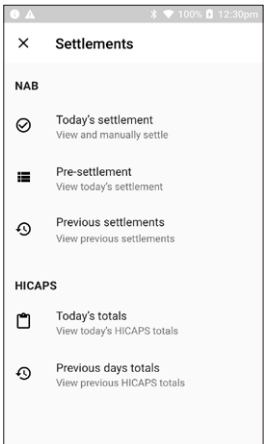 100% 12:30pm
Settlements
NAB
Today's settlement
View and manually settle
Pre-settlement
View today's settlement
Previous settlements
View previous settlements
HICAPS
Today's totals
View today's HICAPS totals
Previous days totals
View previous HICAPS totals